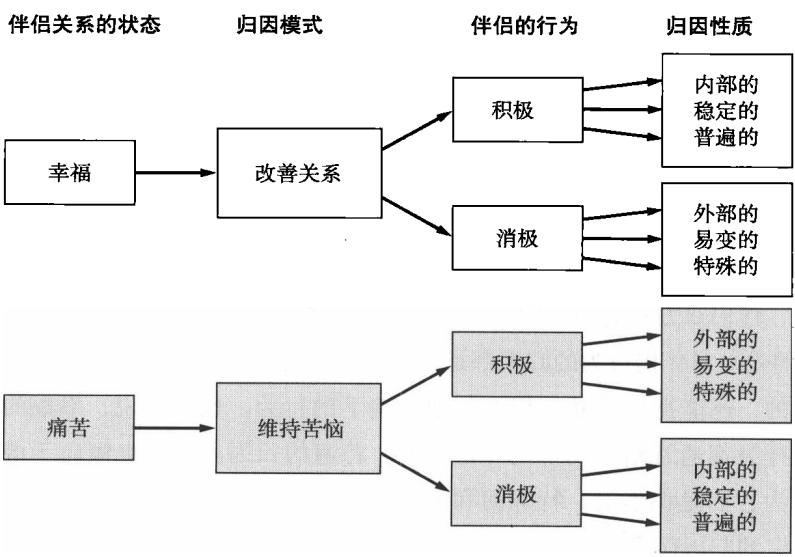 伴侣关系的状态 归因模式 伴侣的行为 归因性质
幸福
改善关系
积极
内部的
稳定的
普遍的
消极
外部的
易变的
特殊的
痛苦
维持苦恼
积极
外部的
易变的
特殊的
消极
内部的
稳定的
普遍的